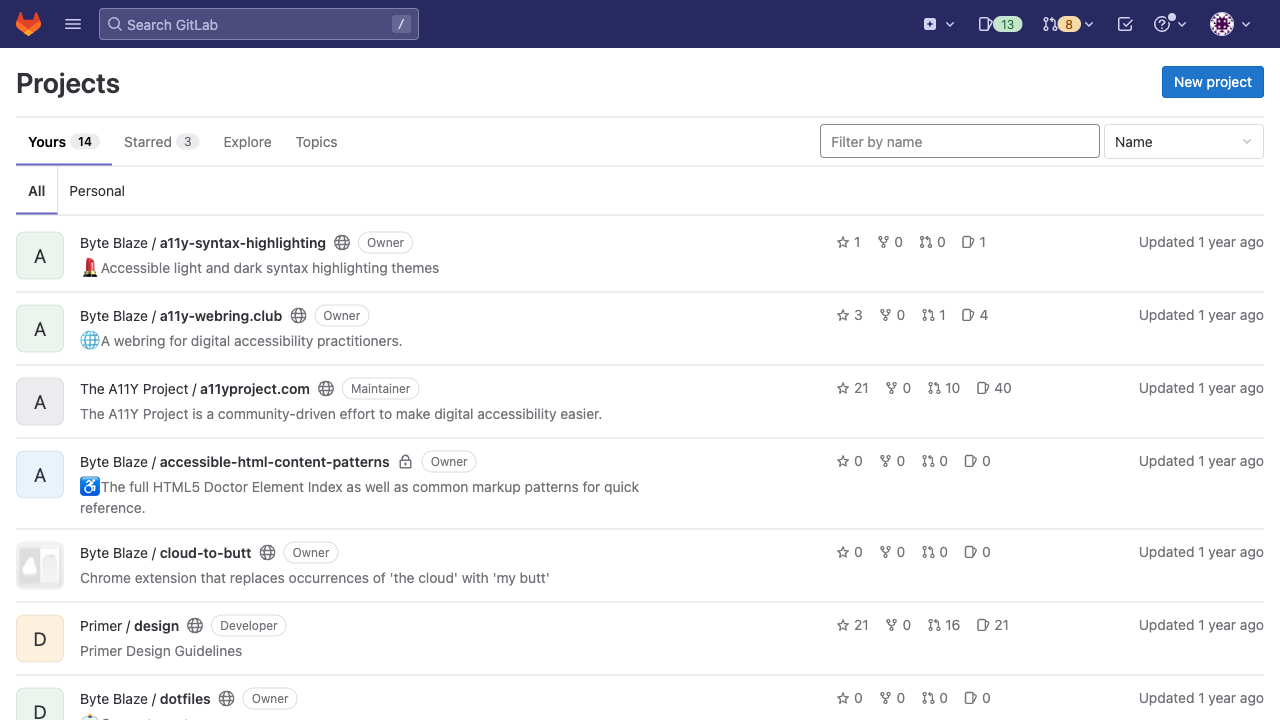 Search GitLab /
13
8
Projects
New project
Yours 14 Starred 3 Explore Topics
Filter by name
Name
All Personal
A
Byte Blaze / a11y-syntax-highlighting Owner
1 0 0 1
Updated 1 year ago
Accessible light and dark syntax highlighting themes
A
Byte Blaze / a11y-webring.club Owner
3 0 1 4
Updated 1 year ago
A webring for digital accessibility practitioners.
A
The A11Y Project / a11yproject.com Maintainer
21 0 10 40
Updated 1 year ago
The A11Y Project is a community-driven effort to make digital accessibility easier.
A
Byte Blaze / accessible-html-content-patterns Owner
0 0 0 0
Updated 1 year ago
The full HTML5 Doctor Element Index as well as common markup patterns for quick
reference.
Byte Blaze / cloud-to-butt Owner
0 0 0 0
Updated 1 year ago
Chrome extension that replaces occurrences of 'the cloud' with 'my butt'
D
Primer / design Developer
21 0 16 21
Updated 1 year ago
Primer Design Guidelines
D
Byte Blaze / dotfiles Owner
0 0 0 0
Updated 1 year ago